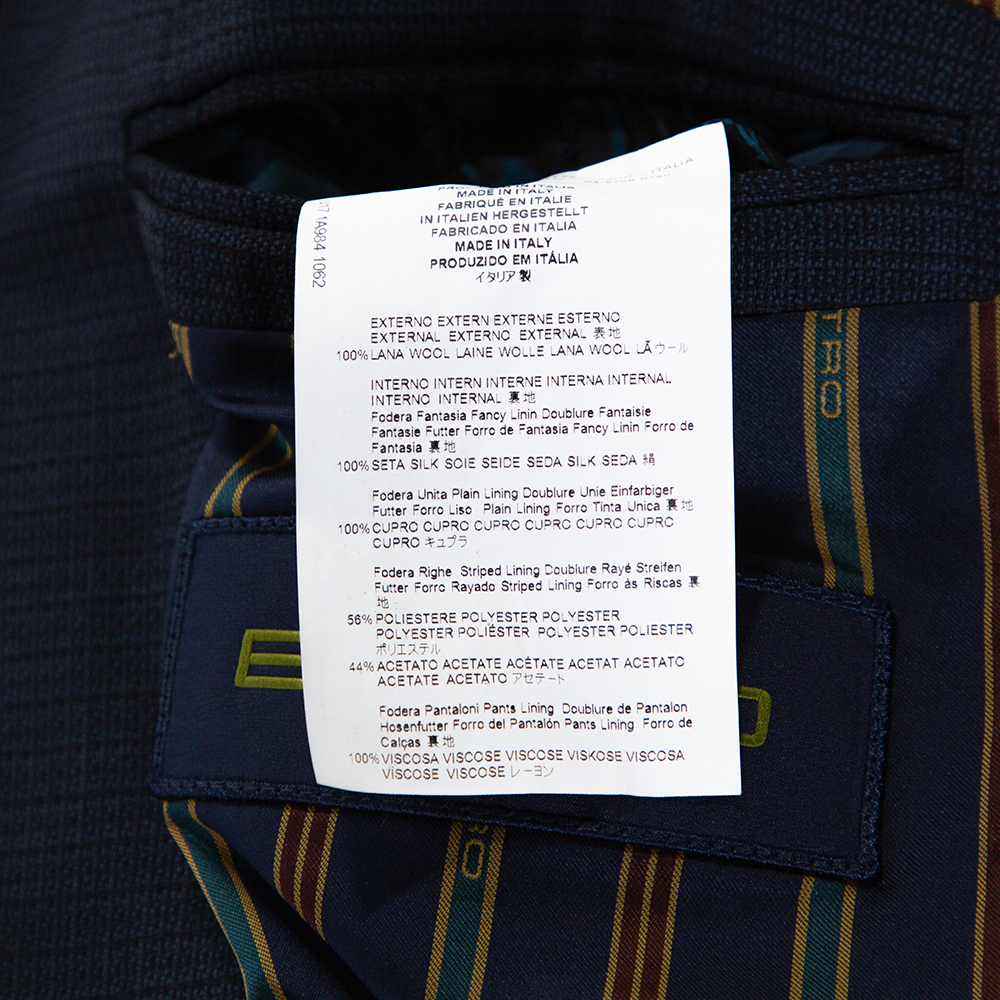 ITALIA
MADE IN ITALY
FABRIQUÉ EN ITALIE
IN ITALIEN HERGESTELLT
FABRICADO EN ITALIA
MADE IN ITALY
PRODUZIDO EM ITÁLIA
イタリア製
1A984 1062
EXTERNO EXTERN EXTERNE ESTERNO
EXTERNAL EXTERNO EXTERNAL 表地
100% LANA WOOL LAINE WOLLE LANA WOOL LÃ ウール
INTERNO INTERN INTERNE INTERNA INTERNAL
INTERNO INTERNAL 裏地
Fodera Fantasia Fancy Linin Doublure Fantaisie
Fantasie Futter Forro de Fantasia Fancy Linin Forro de
Fantasia 裏地
100% SETA SILK SOIE SEIDE SEDA SILK SEDA 絹
Fodera Unita Plain Lining Doublure Unie Einfarbiger
Futter Forro Liso Plain Lining Forro Tinta Unica 裏地
100% CUPRO CUPRO CUPRO CUPRO CUPRO CUPRO
CUPRO キュプラ
Fodera Righe Striped Lining Doublure Rayé Streifen
Futter Forro Rayado Striped Lining Forro às Riscas 裏
地
56% POLIESTERE POLYESTER POLYESTER
POLYESTER POLIÉSTER POLYESTER POLIESTER
ポリエステル
44% ACETATO ACETATE ACÉTATE ACETAT ACETATO
ACETATE ACETATO アセテート
Fodera Pantaloni Pants Lining Doublure de Pantalon
Hosenfutter Forro del Pantalón Pants Lining Forro de
Calças 裏地
100% VISCOSA VISCOSE VISCOSE VISKOSE VISCOSA
VISCOSE VISCOSE レーヨン
TRO
RO